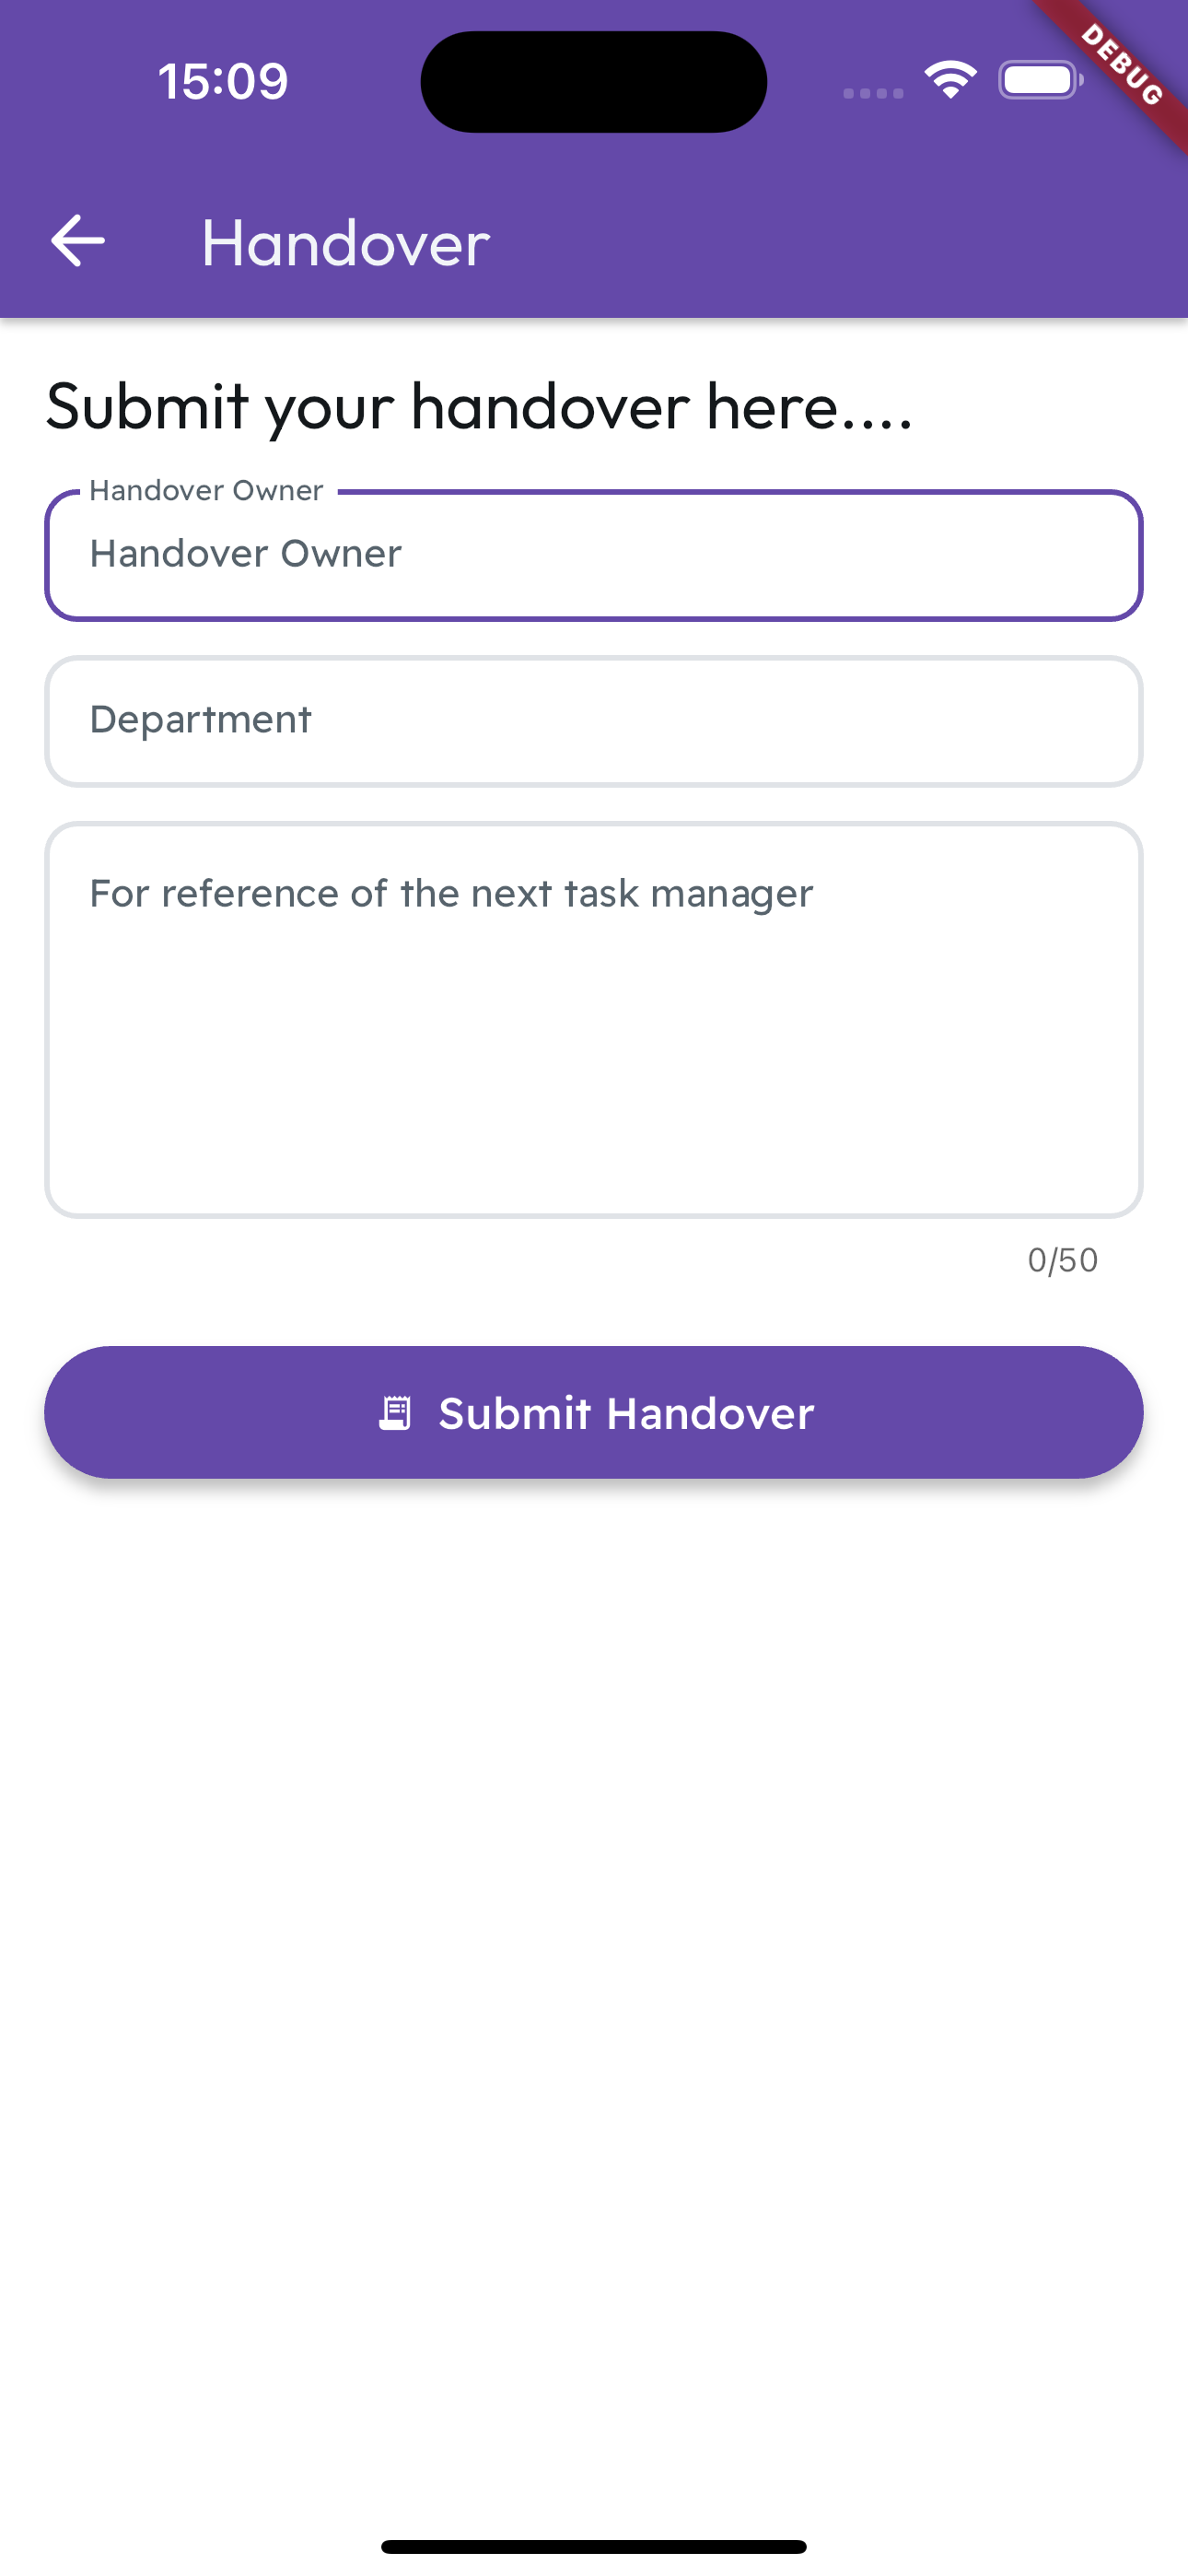 15:09
DEBUG
Handover
Submit your handover here....
Handover Owner
Handover Owner
Department
For reference of the next task manager
0/50
Submit Handover